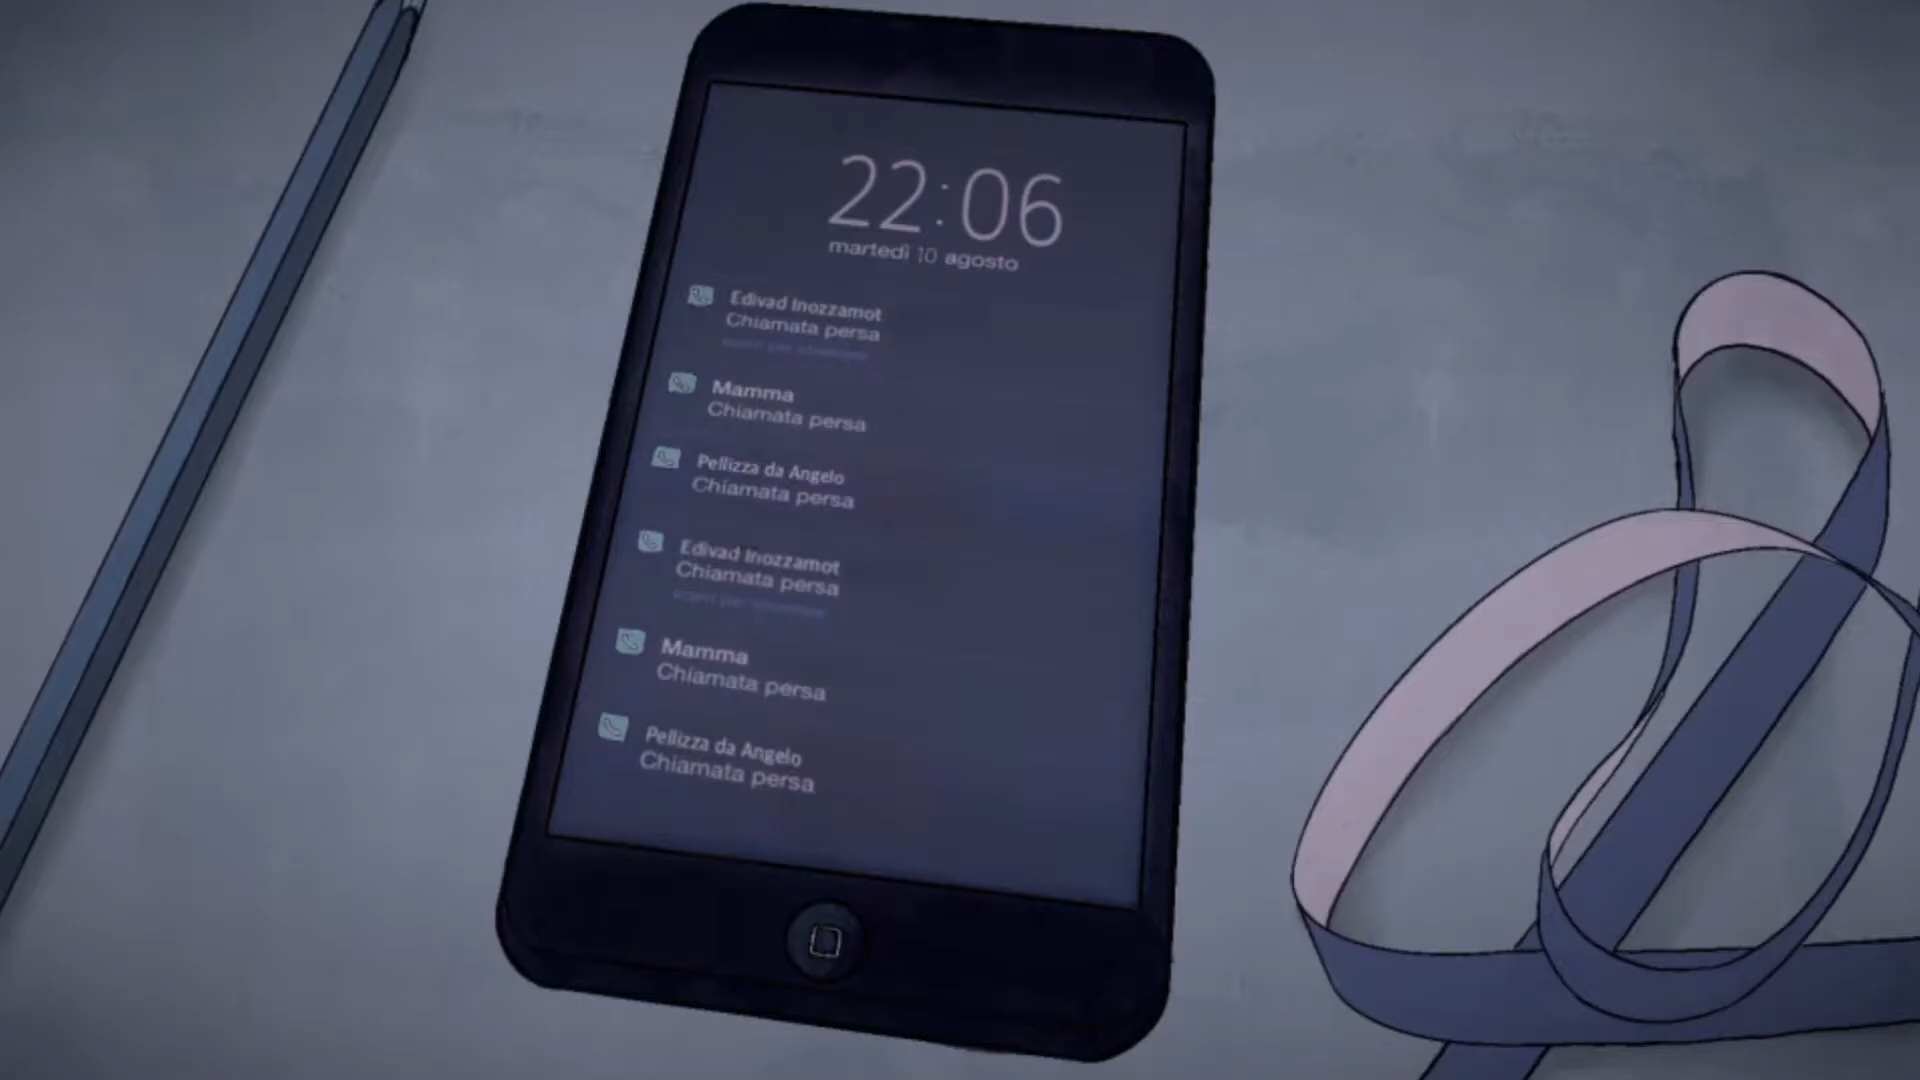 22:06
martedì 10 agosto
Edivad Inozzamot
Chiamata persa
Mamma
Chiamata persa
Pellizza da Angelo
Chiamata persa
Edivad Inozzamot
Chiamata persa
Mamma
Chiamata persa
Pellizza da Angelo
Chiamata persa